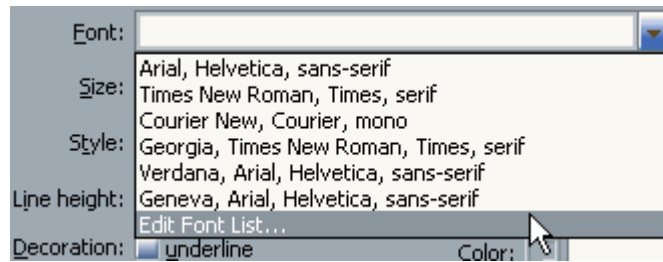 Font:
Arial, Helvetica, sans-serif
Size:
Times New Roman, Times, serif
Courier New, Courier, mono
Style:
Georgia, Times New Roman, Times, serif
Verdana, Arial, Helvetica, sans-serif
Line height:
Geneva, Arial, Helvetica, sans-serif
Edit Font List...
Decoration: underline Color: